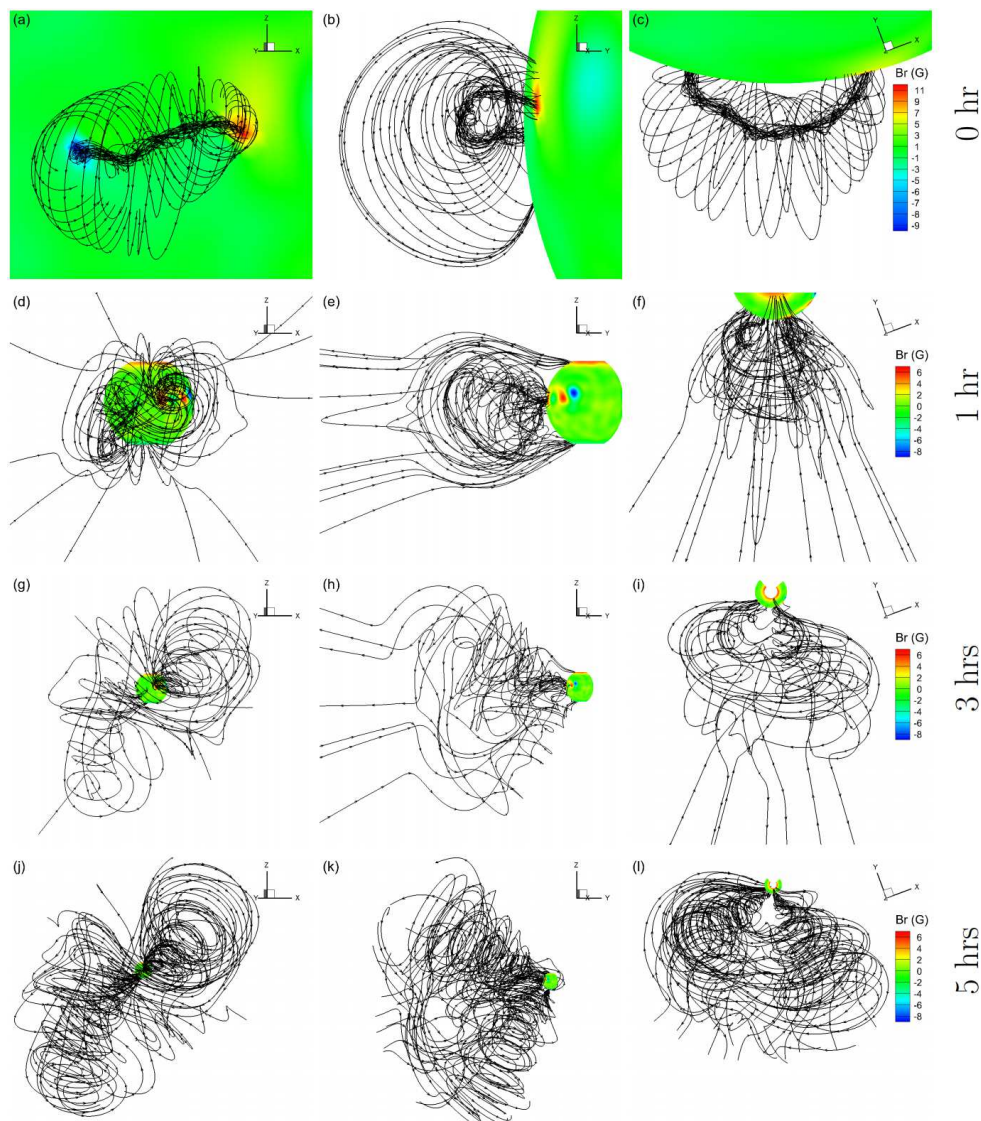 (a) Z Y X
(b) Z Y X
(c) Y Z X
Br (G)
11
9
7
5
3
1
-1
-3
-5
-7
-9
0 hr
(d) Z Y X
(e) Z Y X
(f) Y Z X
Br (G)
6
4
2
0
-2
-4
-6
-8
1 hr
(g) Z Y X
(h) Z Y X
(i) Y Z X
Br (G)
6
4
2
0
-2
-4
-6
-8
3 hrs
(j) Z Y X
(k) Z Y X
(l) Y Z X
Br (G)
6
4
2
0
-2
-4
-6
-8
5 hrs